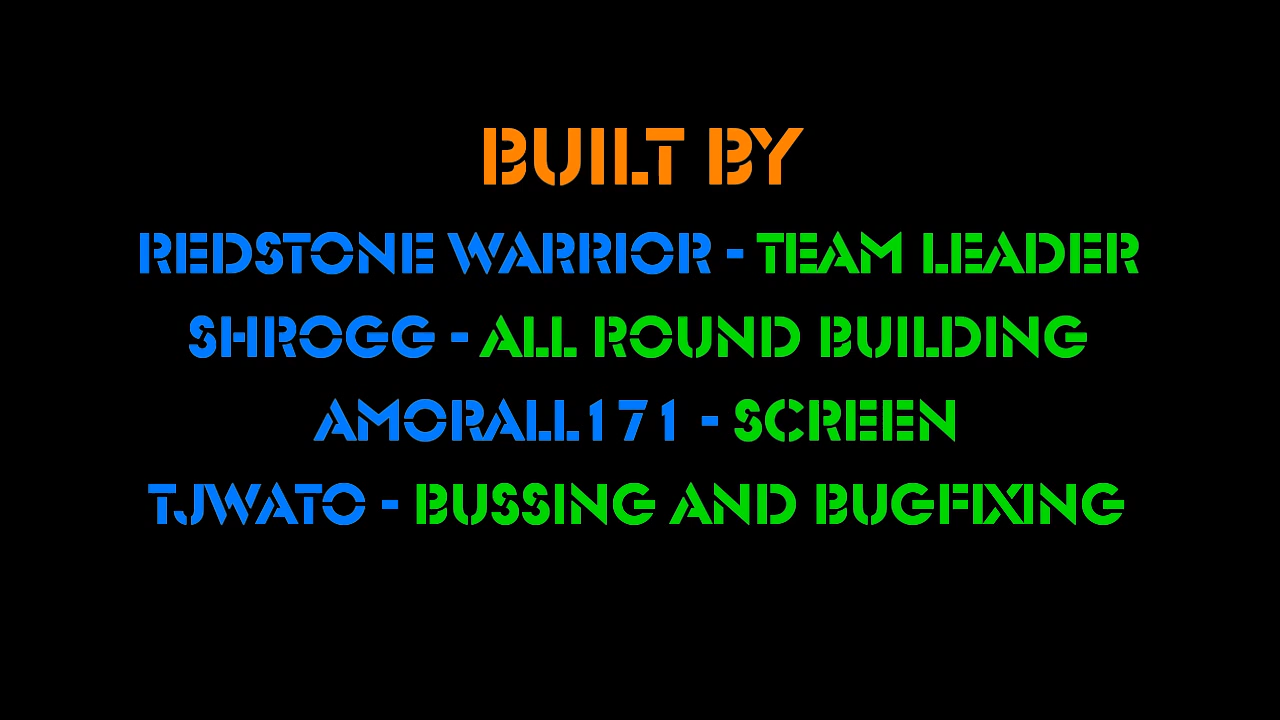 BUILT BY
REDSTONE WARRIOR - TEAM LEADER
SHROGG - ALL ROUND BUILDING
AMORALL171 - SCREEN
TJWATO - BUSSING AND BUGFIXING